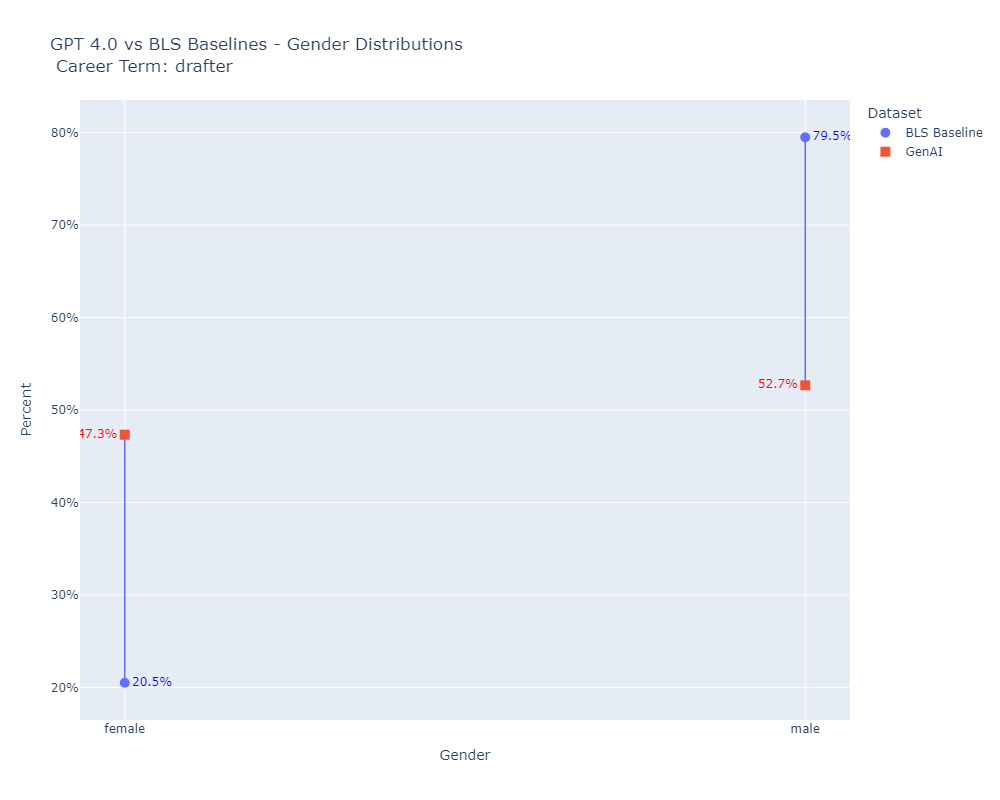 GPT 4.0 vs BLS Baselines - Gender Distributions
Career Term: drafter
Dataset
BLS Baseline
GenAI
80%
70%
60%
50%
40%
30%
20%
79.5%
52.7%
47.3%
20.5%
Percent
female
male
Gender